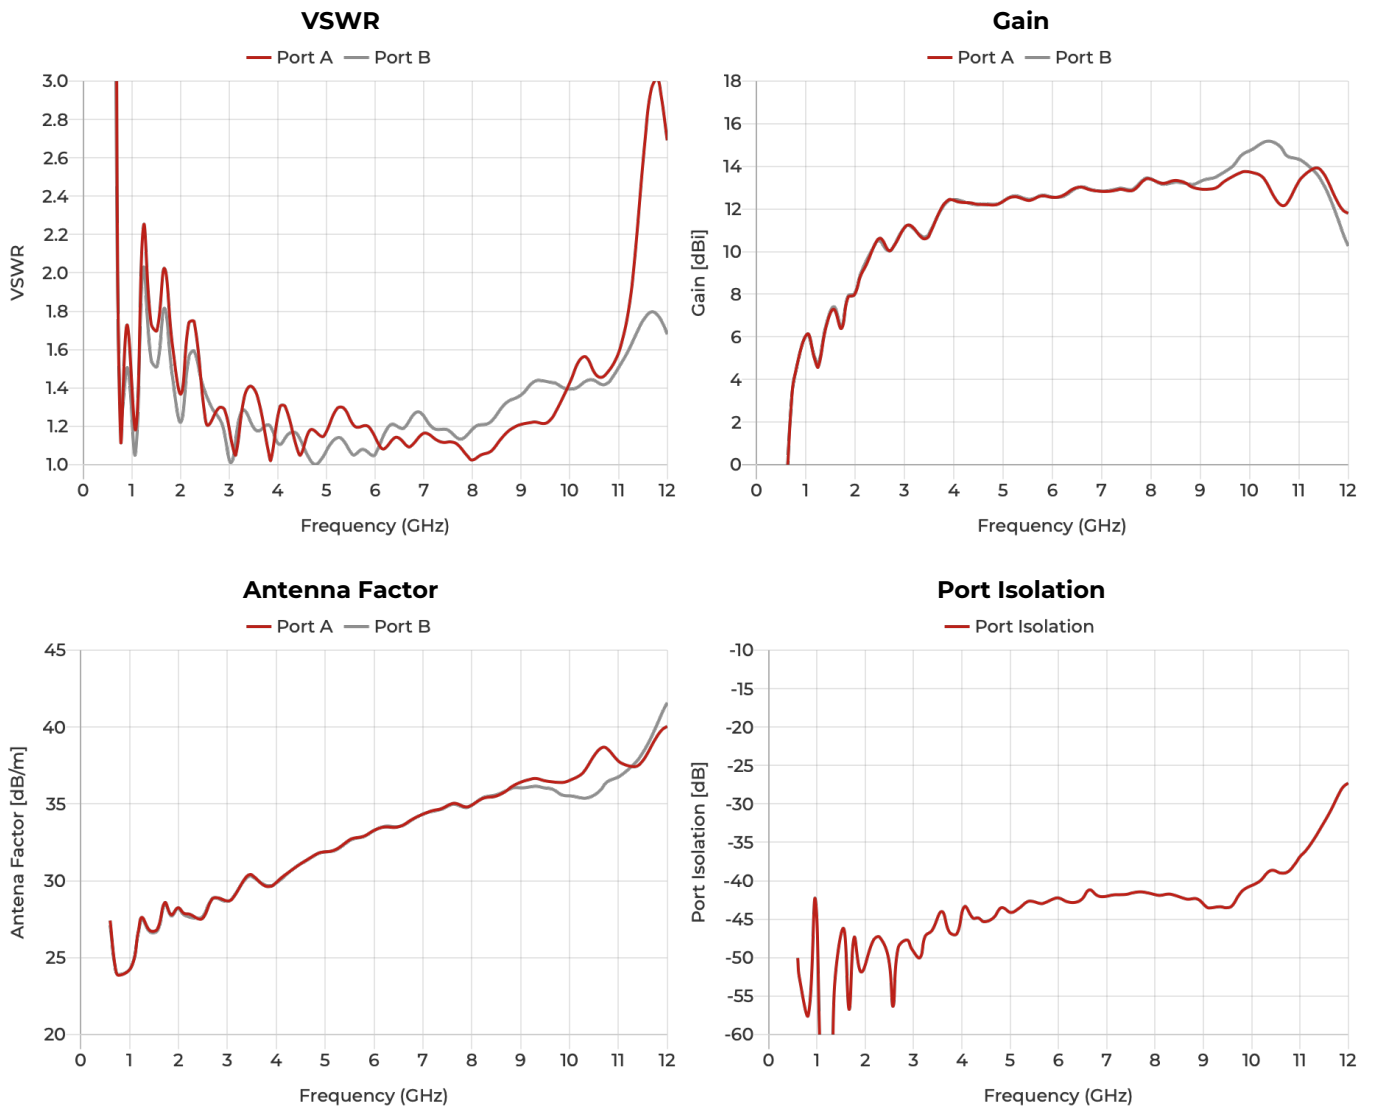 VSWR
Port A Port B
3.0
2.8
2.6
2.4
2.2
2.0
1.8
1.6
1.4
1.2
1.0
VSWR
0 1 2 3 4 5 6 7 8 9 10 11 12
Frequency (GHz)
Gain
Port A Port B
18
16
14
12
10
8
6
4
2
0
Gain [dBi]
0 1 2 3 4 5 6 7 8 9 10 11 12
Frequency (GHz)
Antenna Factor
Port A Port B
45
40
35
30
25
20
Antena Factor [dB/m]
0 1 2 3 4 5 6 7 8 9 10 11 12
Frequency (GHz)
Port Isolation
Port Isolation
-10
-15
-20
-25
-30
-35
-40
-45
-50
-55
-60
Port Isolation [dB]
0 1 2 3 4 5 6 7 8 9 10 11 12
Frequency (GHz)